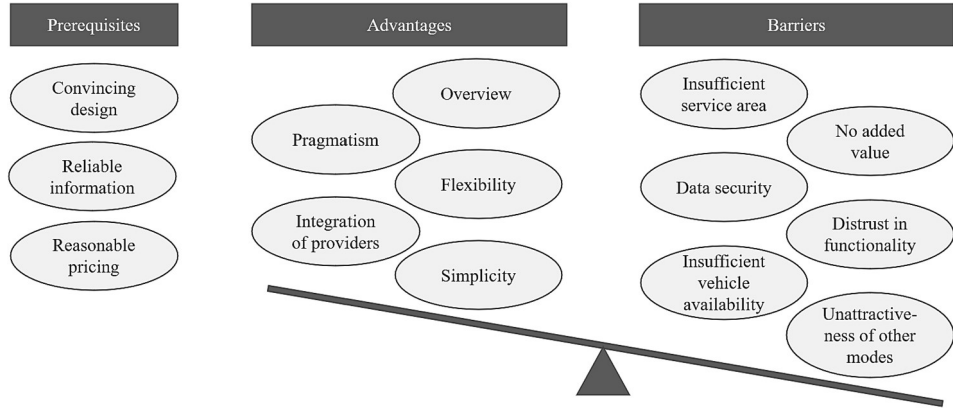 Prerequisites
Convincing
design
Reliable
information
Reasonable
pricing
Advantages
Overview
Pragmatism
Flexibility
Integration
of providers
Simplicity
Barriers
Insufficient
service area
No added
value
Data security
Distrust in
functionality
Insufficient
vehicle
availability
Unattractive-
ness of other
modes